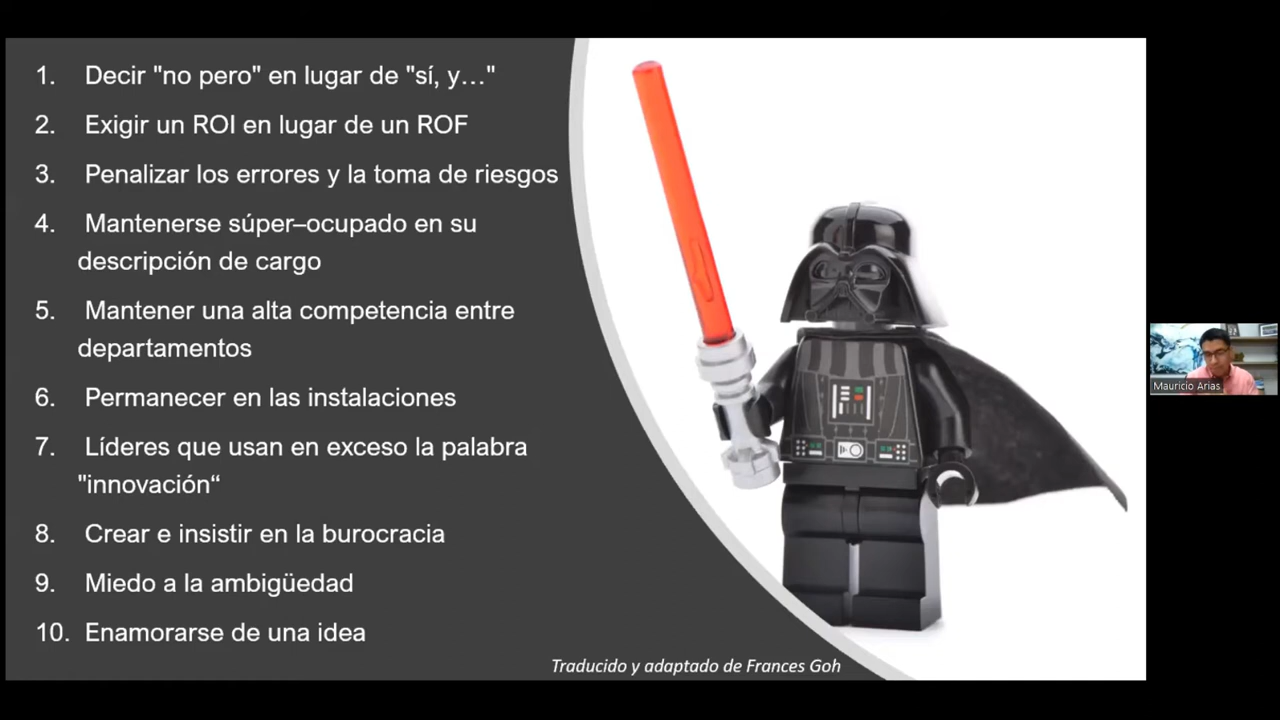 1. Decir "no pero" en lugar de "sí, y…"
2. Exigir un ROI en lugar de un ROF
3. Penalizar los errores y la toma de riesgos
4. Mantenerse súper–ocupado en su
descripción de cargo
5. Mantener una alta competencia entre
departamentos
6. Permanecer en las instalaciones
7. Líderes que usan en exceso la palabra
"innovación“
8. Crear e insistir en la burocracia
9. Miedo a la ambigüedad
10. Enamorarse de una idea
Traducido y adaptado de Frances Goh
Mauricio Arias